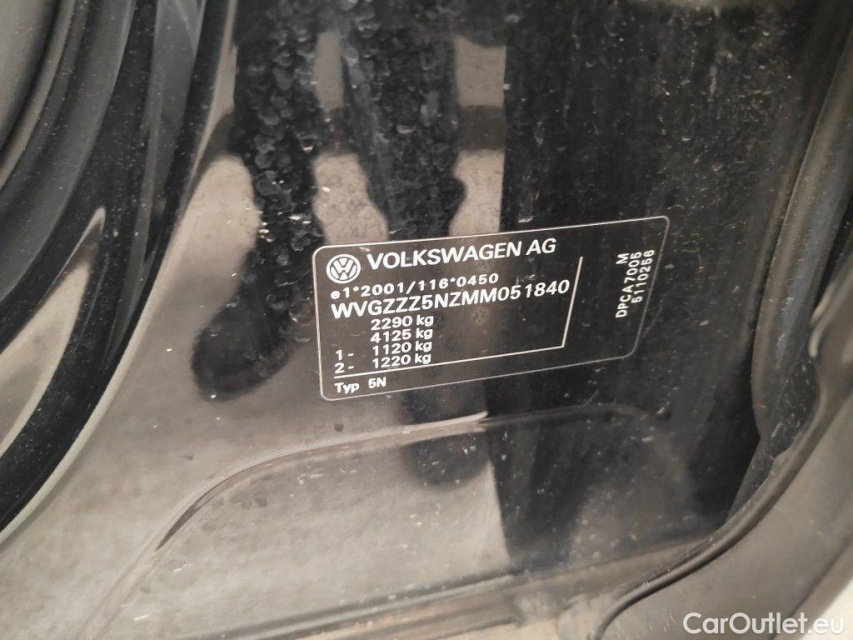 VOLKSWAGEN AG
e1*2001/116*0450
WVGZZZ5NZMM051840
2290 kg
4125 kg
1- 1120 kg
2- 1220 kg
Typ 5N
M
DPCA7005
5110256
CarOutlet.eu